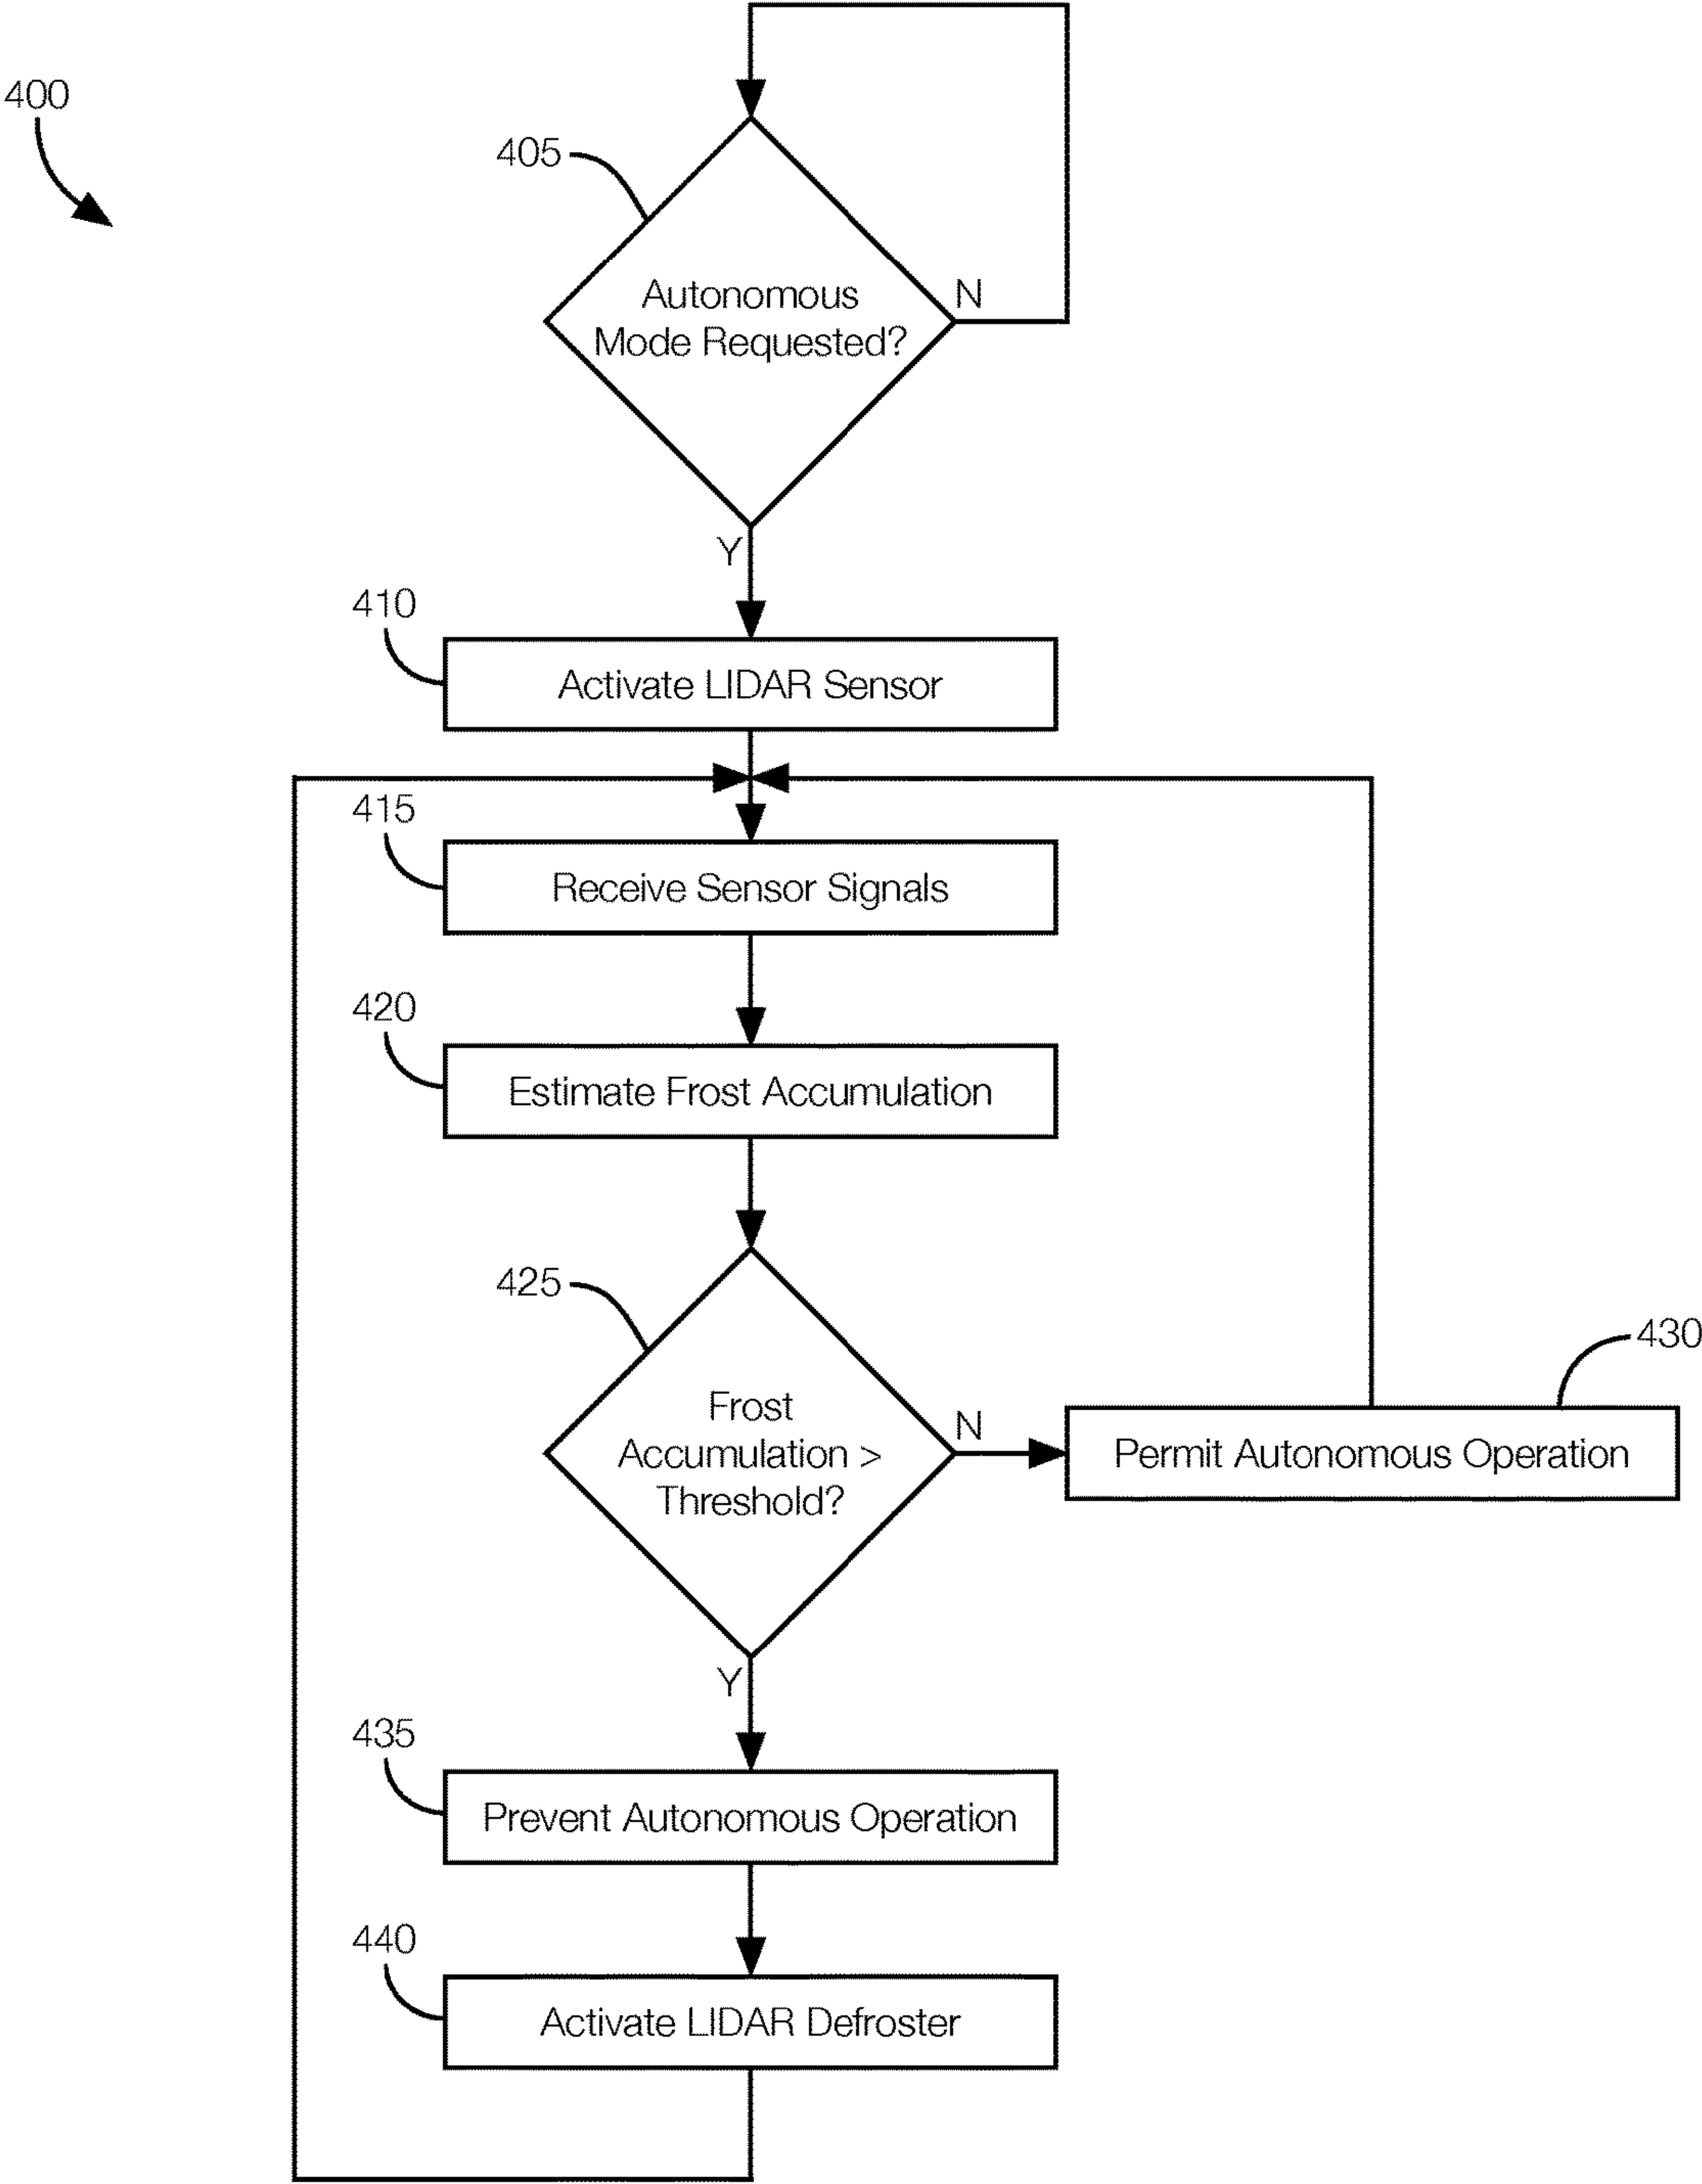 400
405
Autonomous
Mode Requested?
N
Y
410
Activate LIDAR Sensor
415
Receive Sensor Signals
420
Estimate Frost Accumulation
425
Frost
Accumulation >
Threshold?
N
430
Permit Autonomous Operation
Y
435
Prevent Autonomous Operation
440
Activate LIDAR Defroster